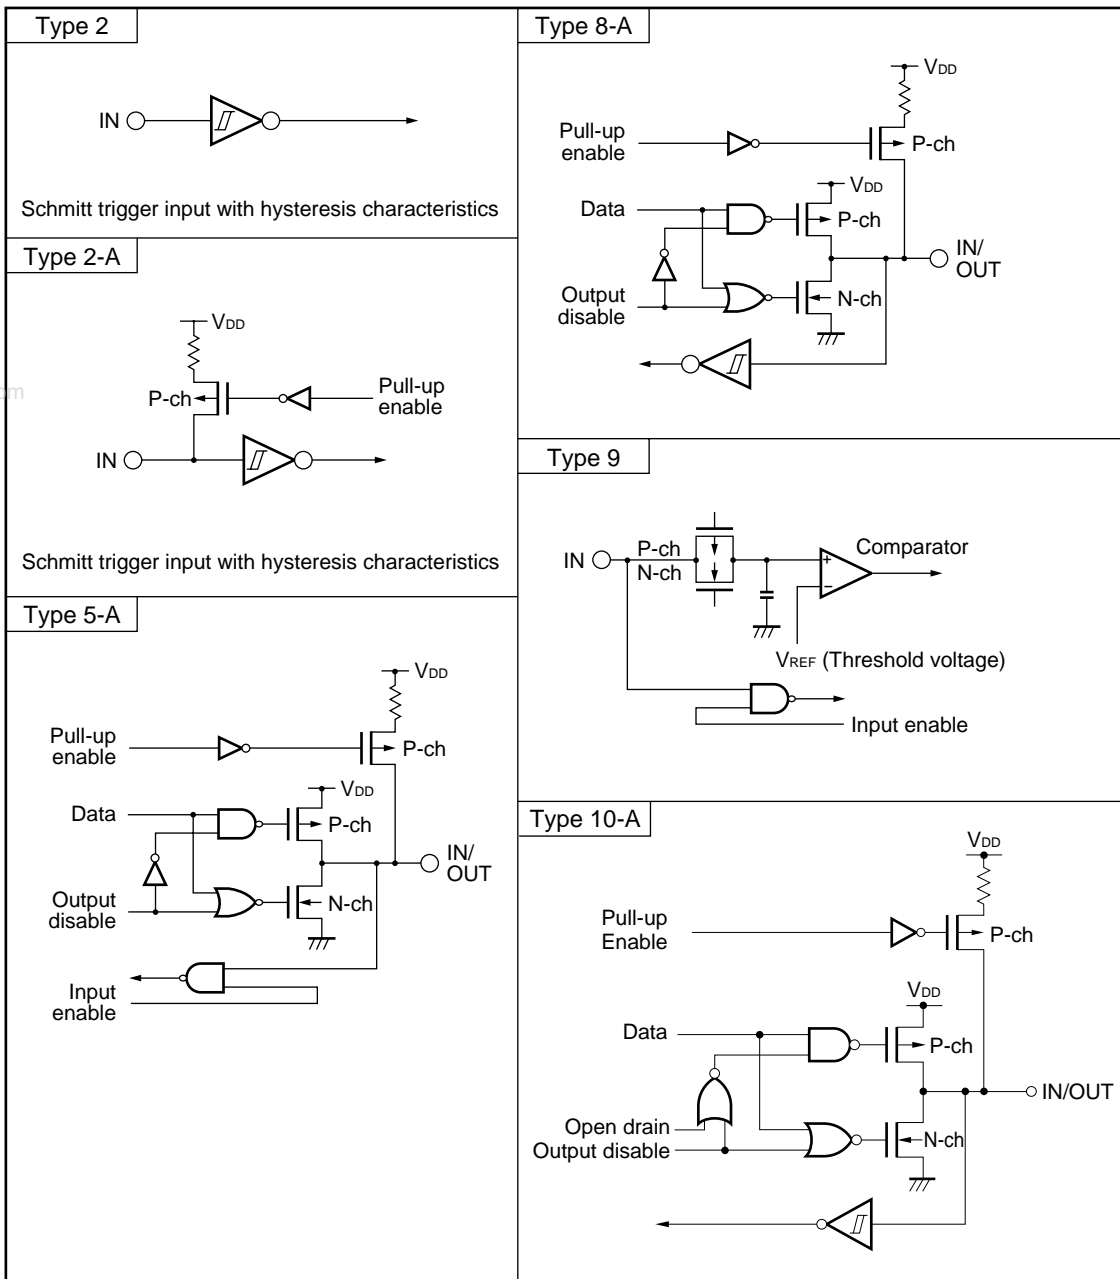 Type 2
IN
Schmitt trigger input with hysteresis characteristics
Type 2-A
VDD
P-ch
Pull-up
enable
IN
Schmitt trigger input with hysteresis characteristics
Type 5-A
VDD
Pull-up
enable
P-ch
VDD
Data
P-ch
IN/
OUT
Output
disable
N-ch
Input
enable
Type 8-A
VDD
Pull-up
enable
P-ch
VDD
Data
P-ch
IN/
OUT
Output
disable
N-ch
Type 9
IN
P-ch
N-ch
Comparator
+
−
VREF (Threshold voltage)
Input enable
Type 10-A
VDD
Pull-up
Enable
P-ch
VDD
Data
P-ch
IN/OUT
Open drain
Output disable
N-ch